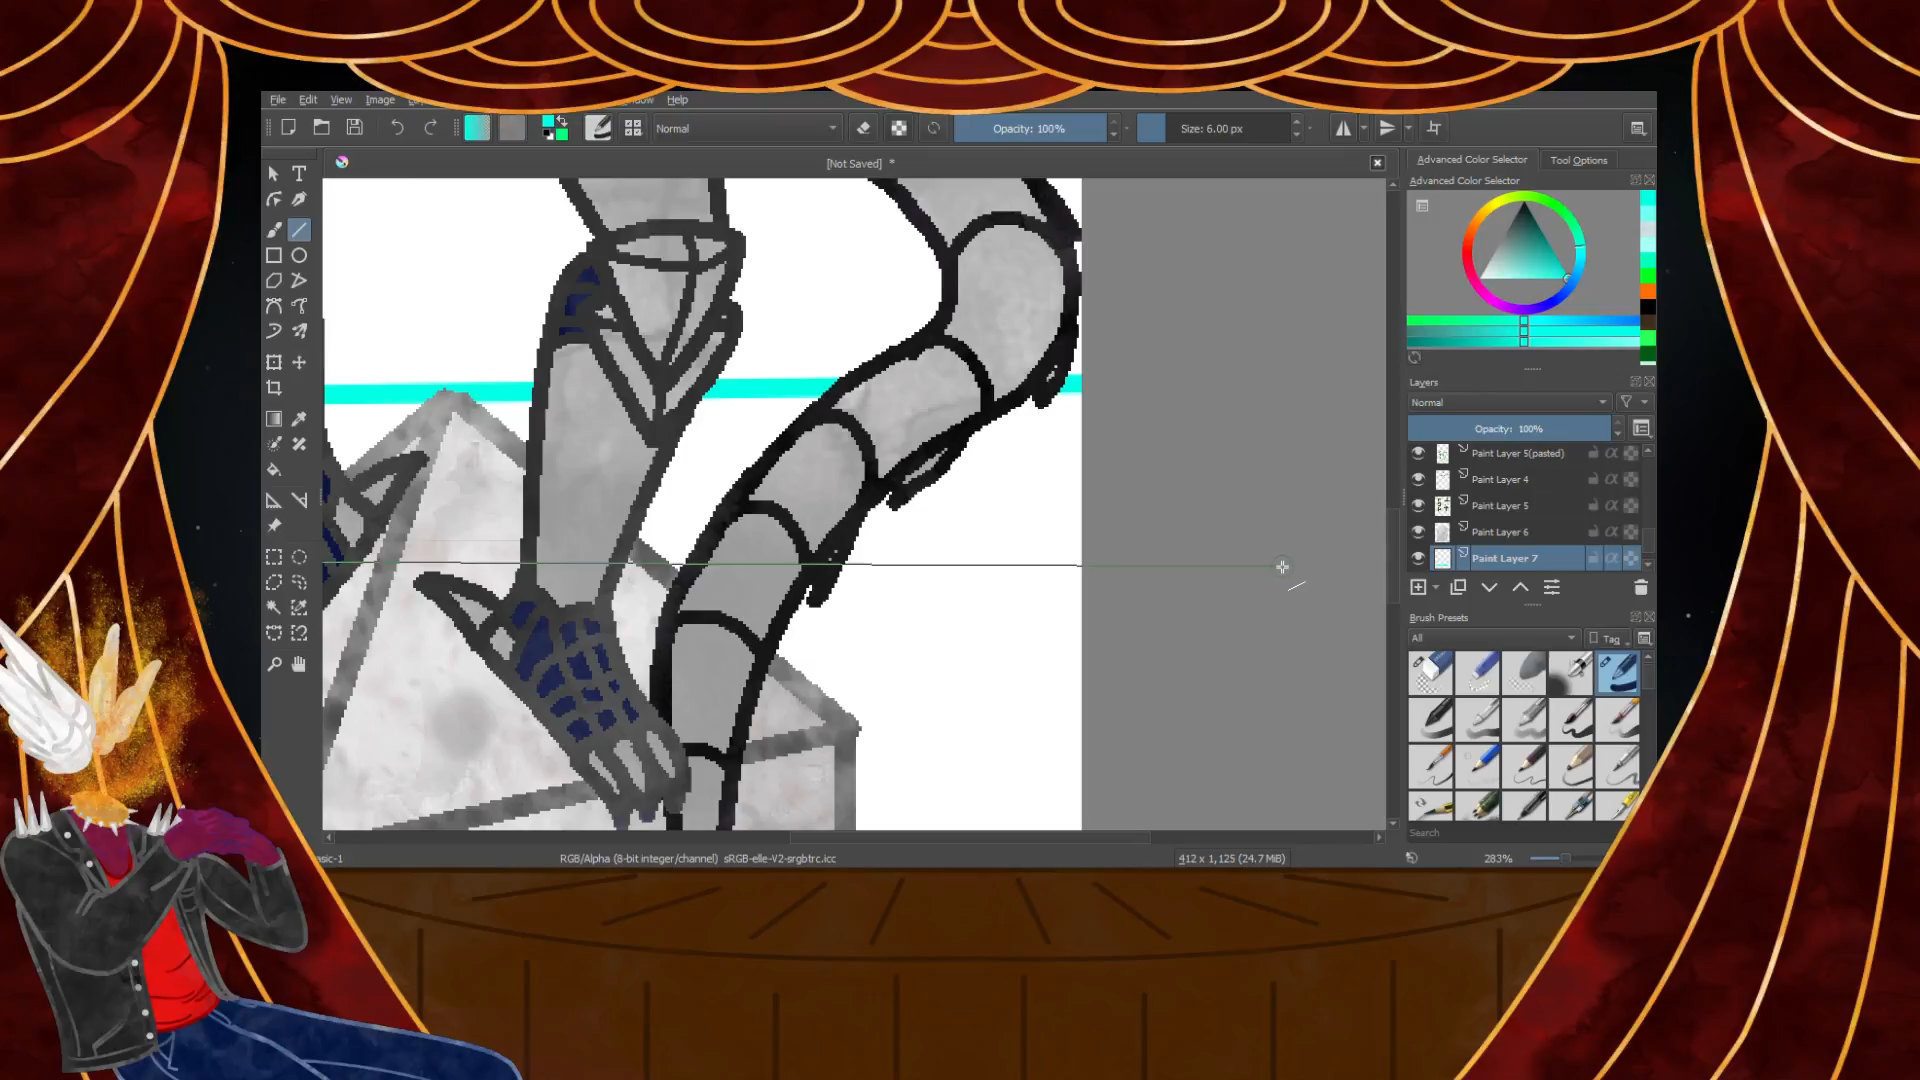 File Edit View Image Help
Normal
Opacity: 100%
Size: 6.00 px
[Not Saved] *
Advanced Color Selector
Tool Options
Advanced Color Selector
Layers
Normal
Opacity: 100%
Paint Layer 5(pasted)
Paint Layer 4
Paint Layer 5
Paint Layer 6
Paint Layer 7
Brush Presets
All
Tag
Search
RGB/Alpha (8-bit integer/channel) sRGB-elle-V2-srgbtrc.icc
412 x 1,125 (24.7 MiB)
283%